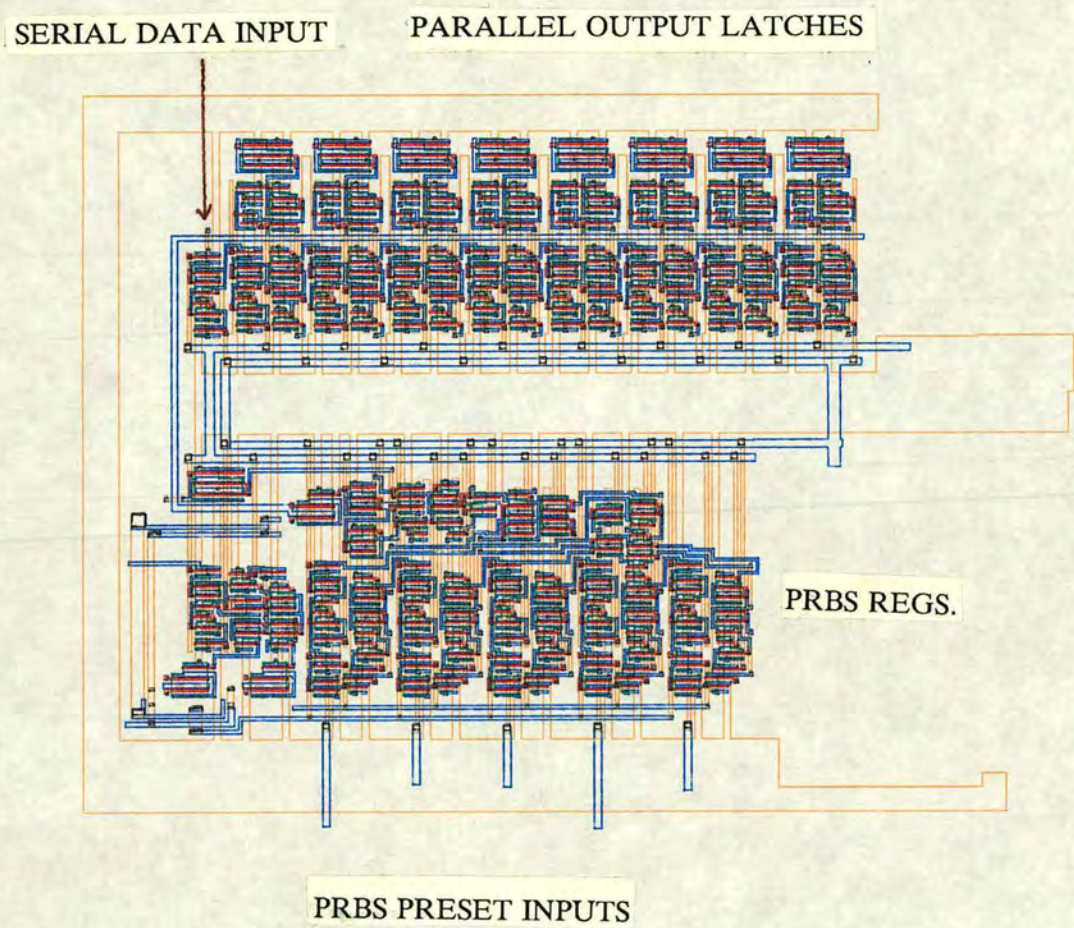 SERIAL DATA INPUT
PARALLEL OUTPUT LATCHES
PRBS REGS.
PRBS PRESET INPUTS